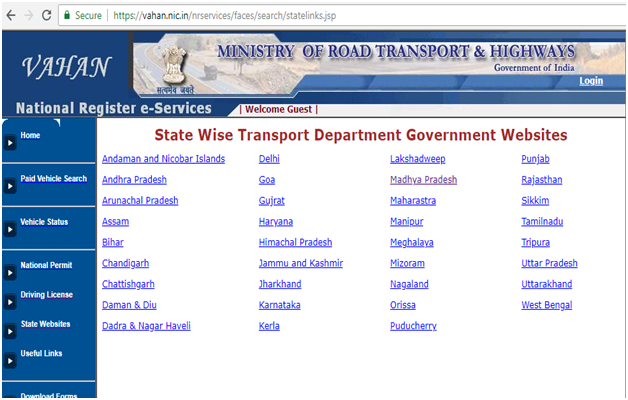 Secure | https://vahan.nic.in/nrservices/faces/search/statelinks.jsp
VAHAN
MINISTRY OF ROAD TRANSPORT & HIGHWAYS
Government of India
सत्यमेव जयते
Login
National Register e-Services
| Welcome Guest |
Home
Paid Vehicle Search
Vehicle Status
National Permit
Driving License
State Websites
Useful Links
Download Forms
State Wise Transport Department Government Websites
Andaman and Nicobar Islands Delhi Lakshadweep Punjab
Andhra Pradesh Goa Madhya Pradesh Rajasthan
Arunachal Pradesh Gujrat Maharastra Sikkim
Assam Haryana Manipur Tamilnadu
Bihar Himachal Pradesh Meghalaya Tripura
Chandigarh Jammu and Kashmir Mizoram Uttar Pradesh
Chattishgarh Jharkhand Nagaland Uttarakhand
Daman & Diu Karnataka Orissa West Bengal
Dadra & Nagar Haveli Kerla Puducherry